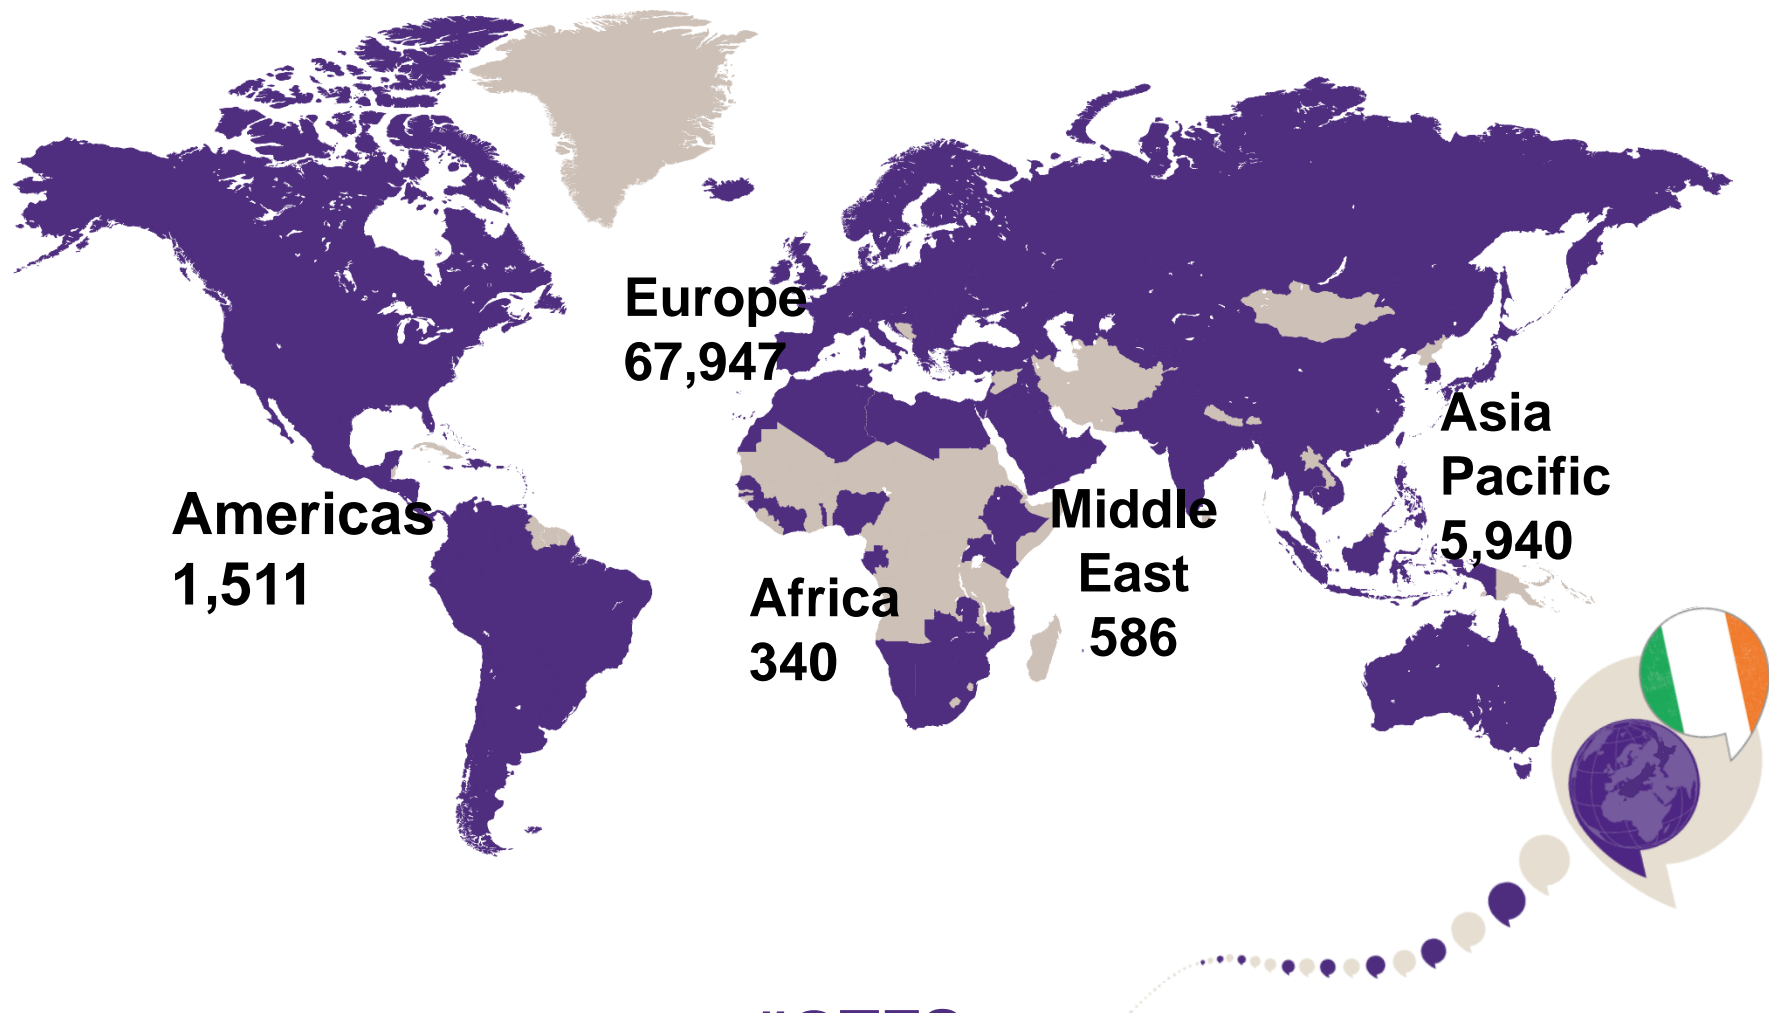 Europe
67,947
Asia
Pacific
5,940
Americas
1,511
Middle
East
586
Africa
340